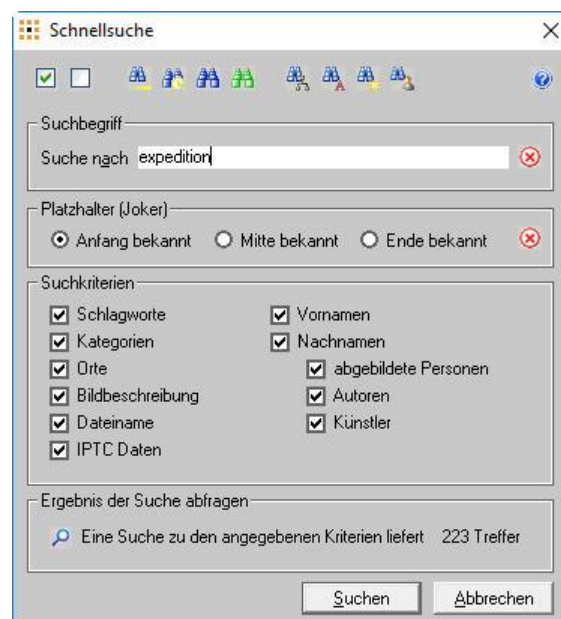 Schnellsuche
Suchbegriff
Suche nach expedition
Platzhalter (Joker)
Anfang bekannt Mitte bekannt Ende bekannt
Suchkriterien
Schlagworte Vornamen
Kategorien Nachnamen
Orte abgebildete Personen
Bildbeschreibung Autoren
Dateiname Künstler
IPTC Daten
Ergebnis der Suche abfragen
Eine Suche zu den angegebenen Kriterien liefert 223 Treffer
Suchen Abbrechen